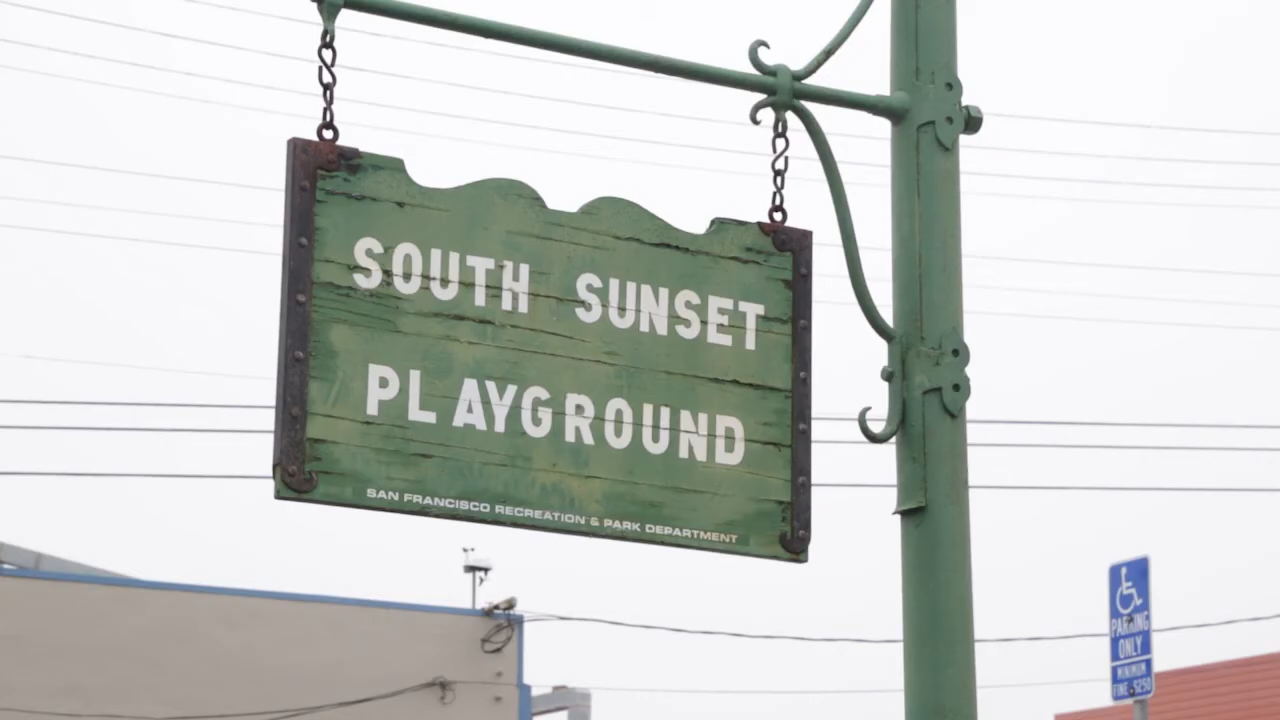 SOUTH SUNSET
PLAYGROUND
SAN FRANCISCO RECREATION & PARK DEPARTMENT
PARKING
ONLY
MINIMUM
FINE $250